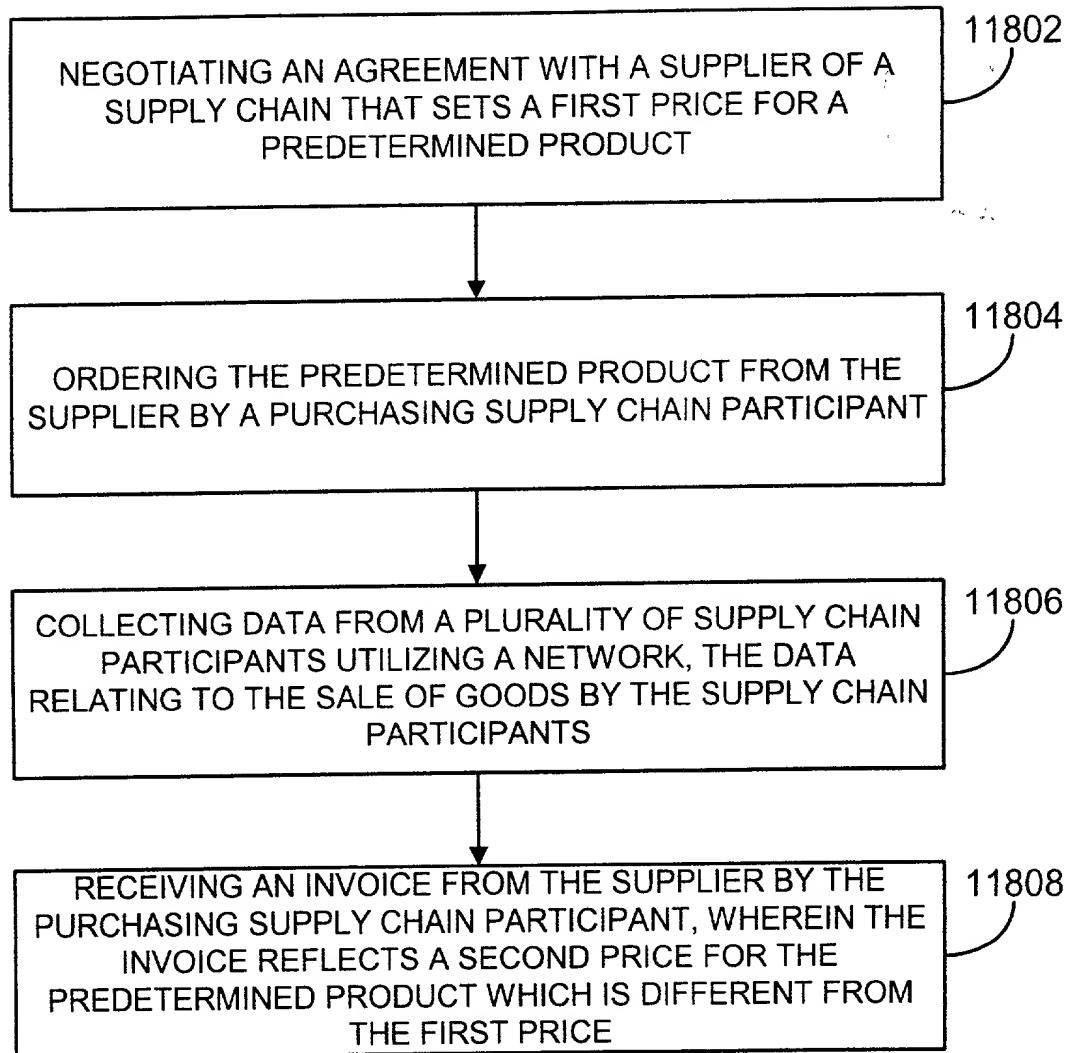 11802
NEGOTIATING AN AGREEMENT WITH A SUPPLIER OF A
SUPPLY CHAIN THAT SETS A FIRST PRICE FOR A
PREDETERMINED PRODUCT
11804
ORDERING THE PREDETERMINED PRODUCT FROM THE
SUPPLIER BY A PURCHASING SUPPLY CHAIN PARTICIPANT
11806
COLLECTING DATA FROM A PLURALITY OF SUPPLY CHAIN
PARTICIPANTS UTILIZING A NETWORK, THE DATA
RELATING TO THE SALE OF GOODS BY THE SUPPLY CHAIN
PARTICIPANTS
11808
RECEIVING AN INVOICE FROM THE SUPPLIER BY THE
PURCHASING SUPPLY CHAIN PARTICIPANT, WHEREIN THE
INVOICE REFLECTS A SECOND PRICE FOR THE
PREDETERMINED PRODUCT WHICH IS DIFFERENT FROM
THE FIRST PRICE